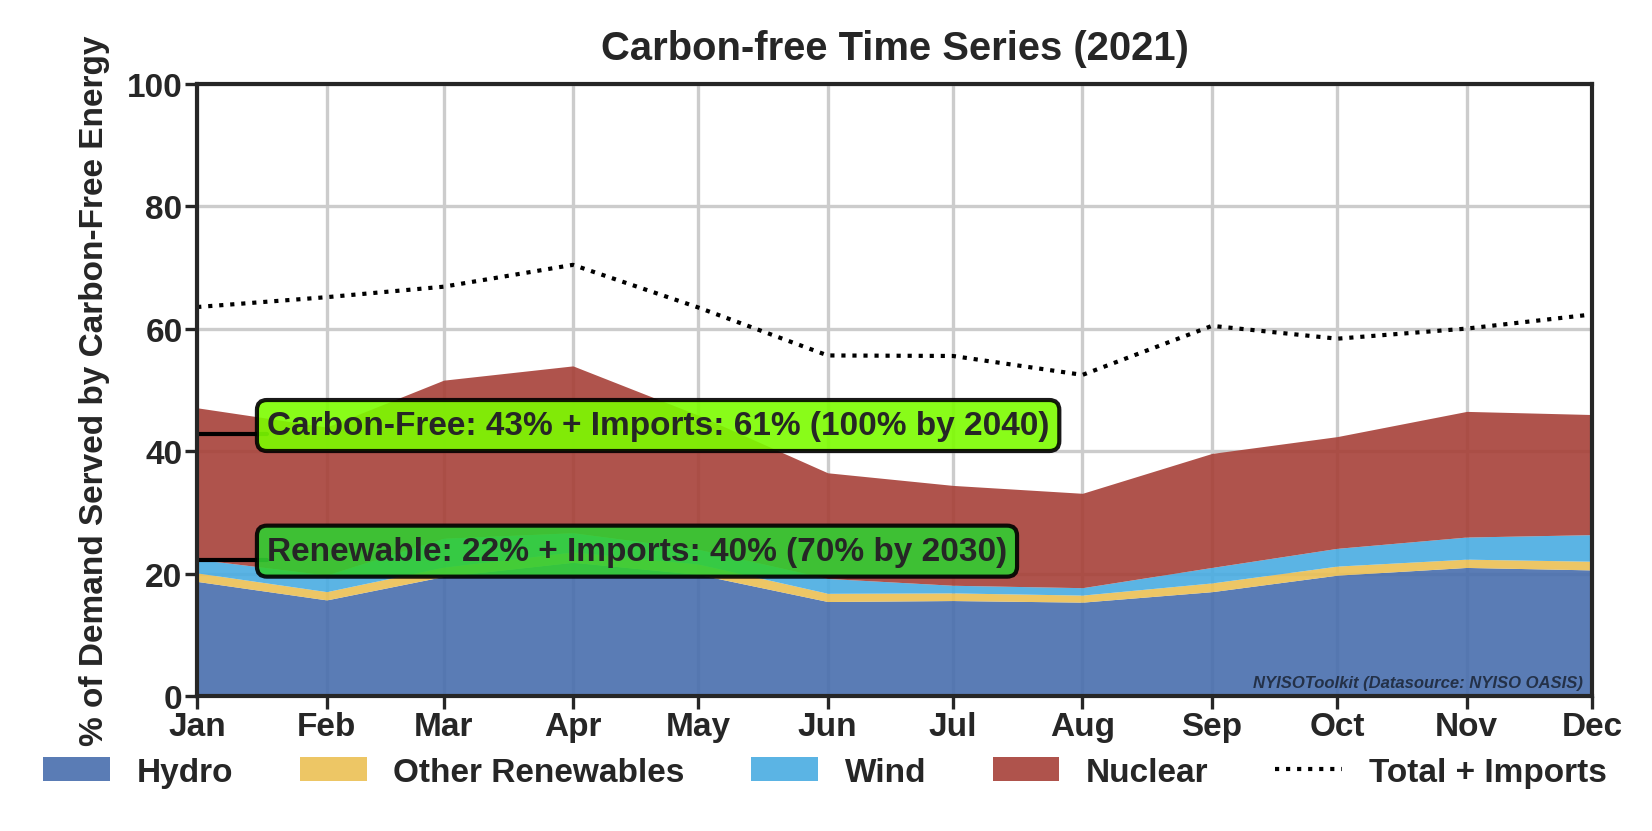 Carbon-free Time Series (2021)
% of Demand Served by Carbon-Free Energy
100
80
60
40
20
0
Carbon-Free: 43% + Imports: 61% (100% by 2040)
Renewable: 22% + Imports: 40% (70% by 2030)
NYISOToolkit (Datasource: NYISO OASIS)
Jan Feb Mar Apr May Jun Jul Aug Sep Oct Nov Dec
Hydro Other Renewables Wind Nuclear Total + Imports